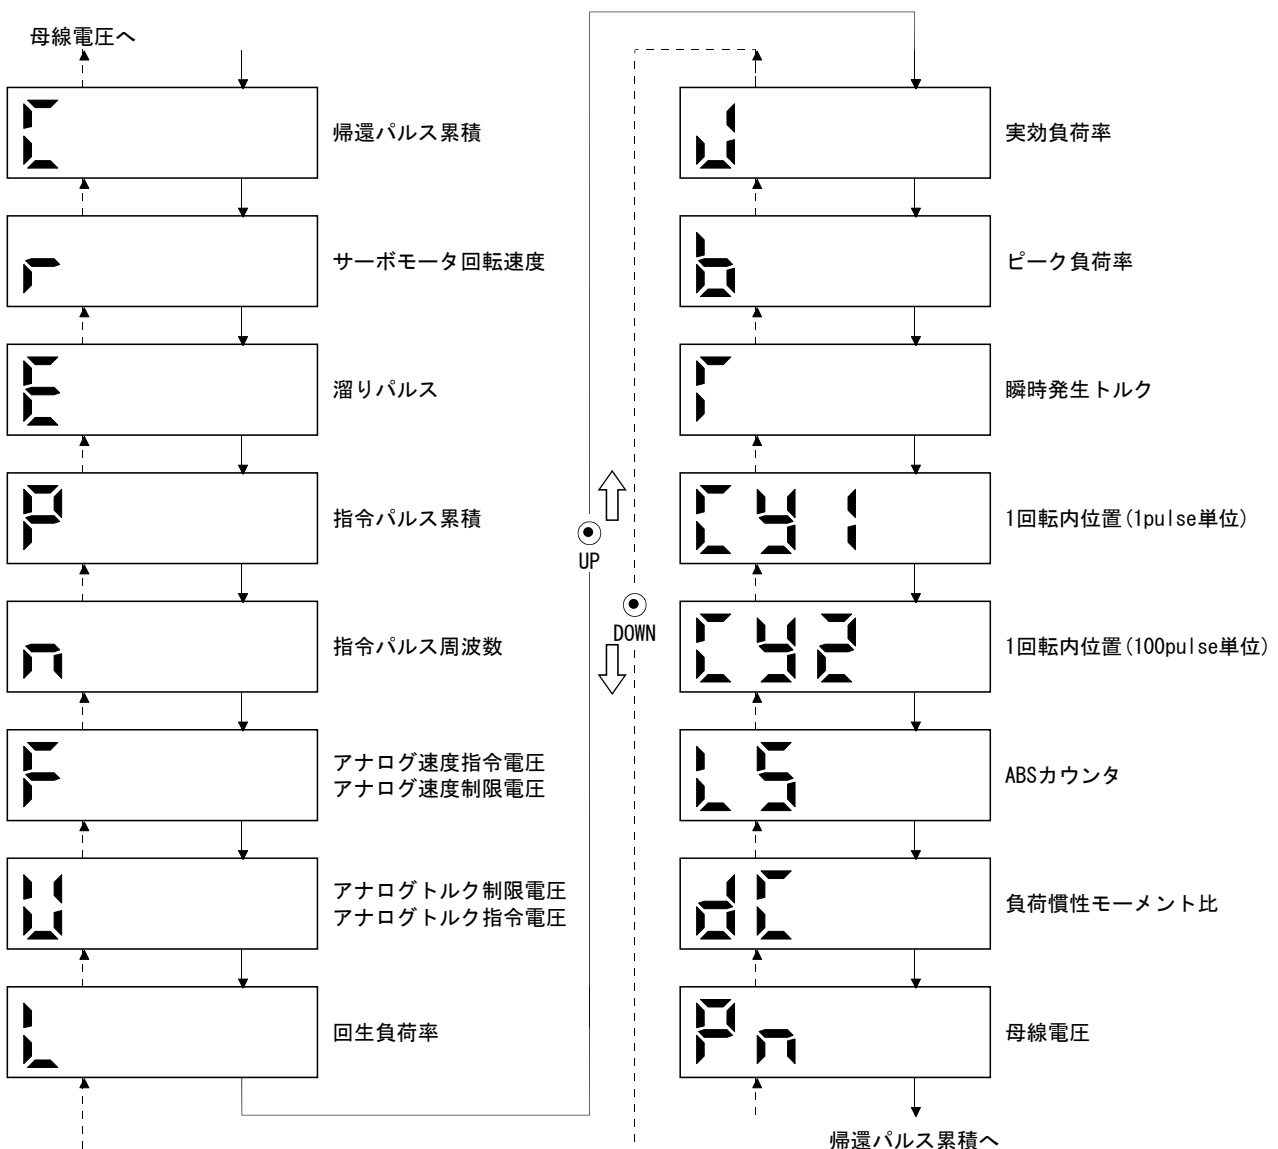 母線電圧へ
C
帰還パルス累積
r
サーボモータ回転速度
E
溜りパルス
P
指令パルス累積
n
指令パルス周波数
F
アナログ速度指令電圧
アナログ速度制限電圧
U
アナログトルク制限電圧
アナログトルク指令電圧
L
回生負荷率
UP
DOWN
J
実効負荷率
b
ピーク負荷率
T
瞬時発生トルク
Cy1
1回転内位置(1pulse単位)
Cy2
1回転内位置(100pulse単位)
LS
ABSカウンタ
dC
負荷慣性モーメント比
Pn
母線電圧
帰還パルス累積へ